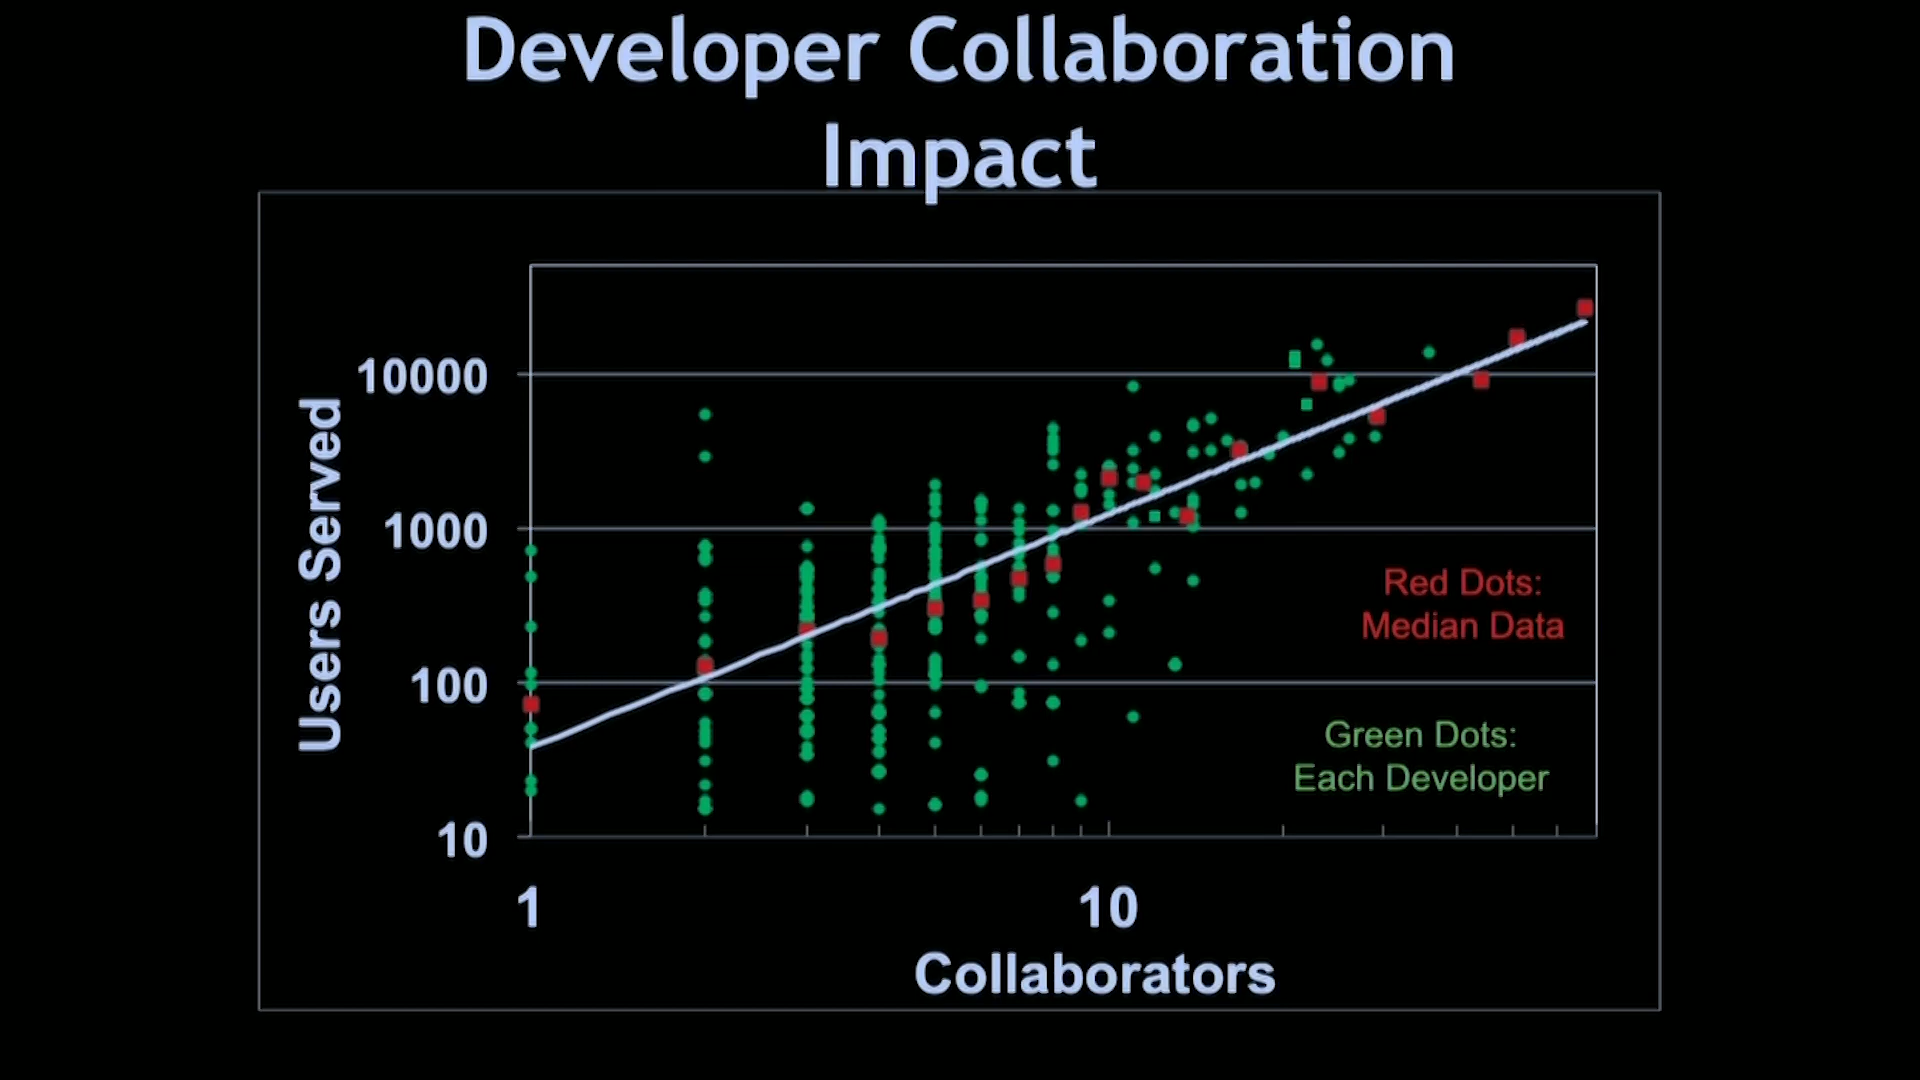 Developer Collaboration
Impact
Users Served
10000
1000
100
10
1
10
Collaborators
Red Dots:
Median Data
Green Dots:
Each Developer